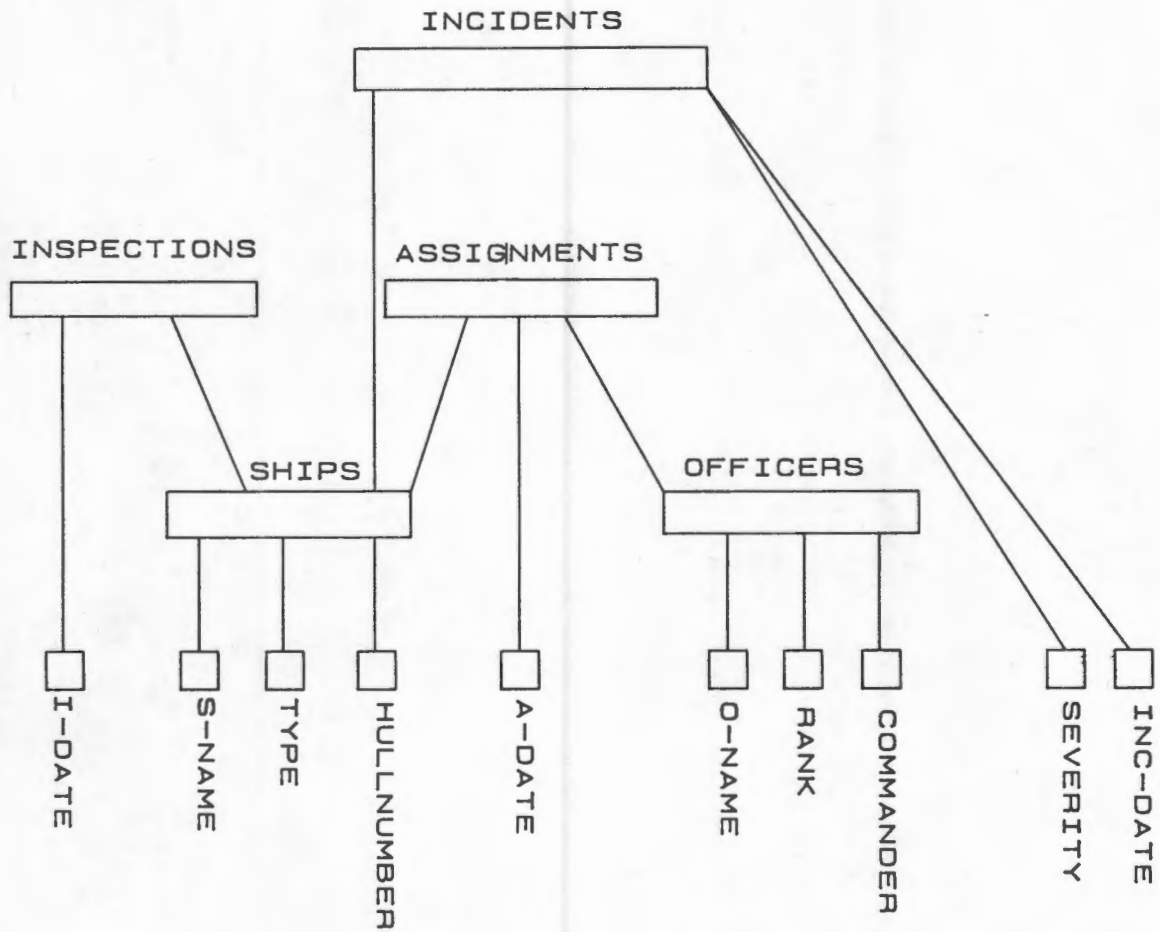 INCIDENTS
INSPECTIONS
ASSIGNMENTS
SHIPS
OFFICERS
I-DATE
S-NAME
TYPE
HULLNUMBER
A-DATE
O-NAME
RANK
COMMANDER
SEVERITY
INC-DATE